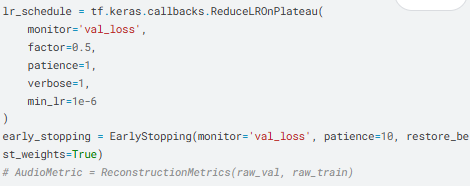 lr_schedule = tf.keras.callbacks.ReduceLROnPlateau(
    monitor='val_loss',
    factor=0.5,
    patience=1,
    verbose=1,
    min_lr=1e-6
)
early_stopping = EarlyStopping(monitor='val_loss', patience=10, restore_be
st_weights=True)
# AudioMetric = ReconstructionMetrics(raw_val, raw_train)